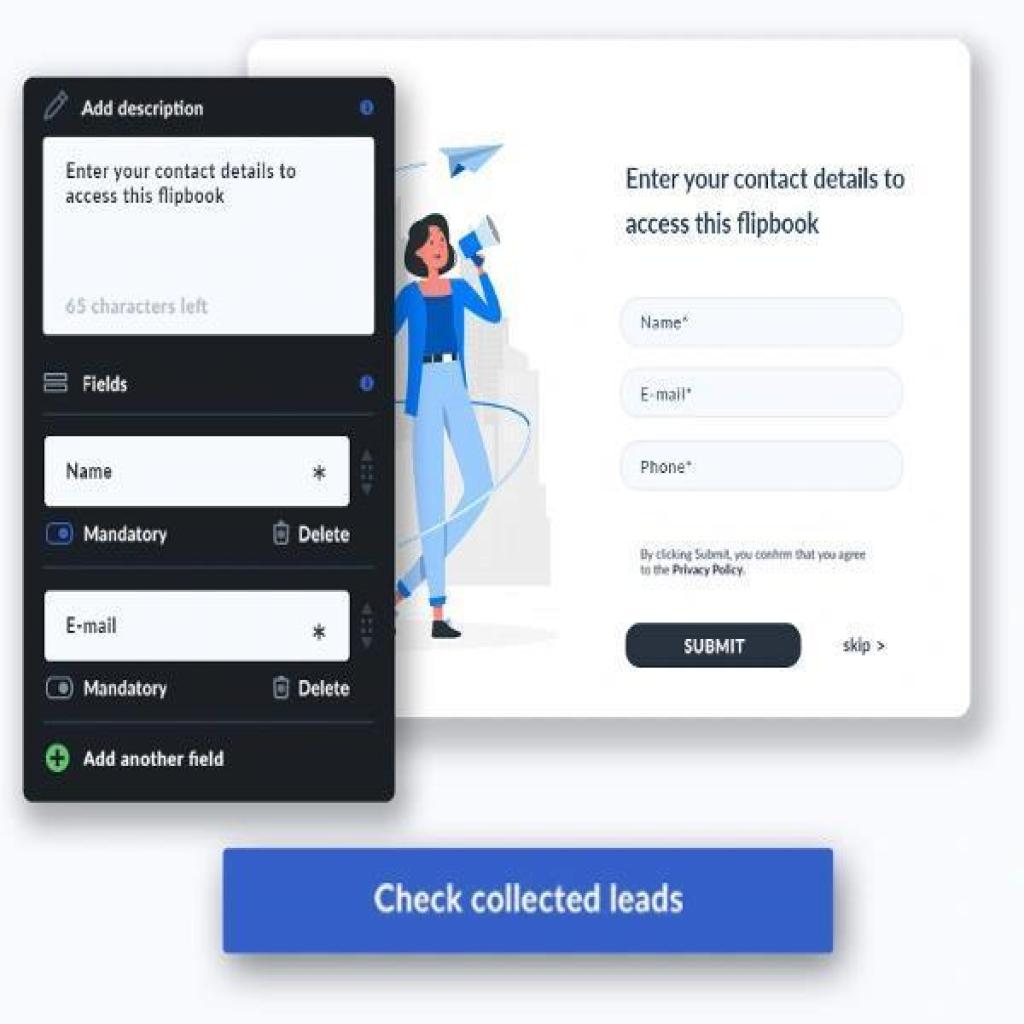 Add description
Enter your contact details to
access this flipbook
65 characters left
Fields
Name *
Mandatory Delete
E-mail *
Mandatory Delete
Add another field
Enter your contact details to
access this flipbook
Name*
E-mail*
Phone*
By clicking Submit, you confirm that you agree
to the Privacy Policy.
SUBMIT skip >
Check collected leads